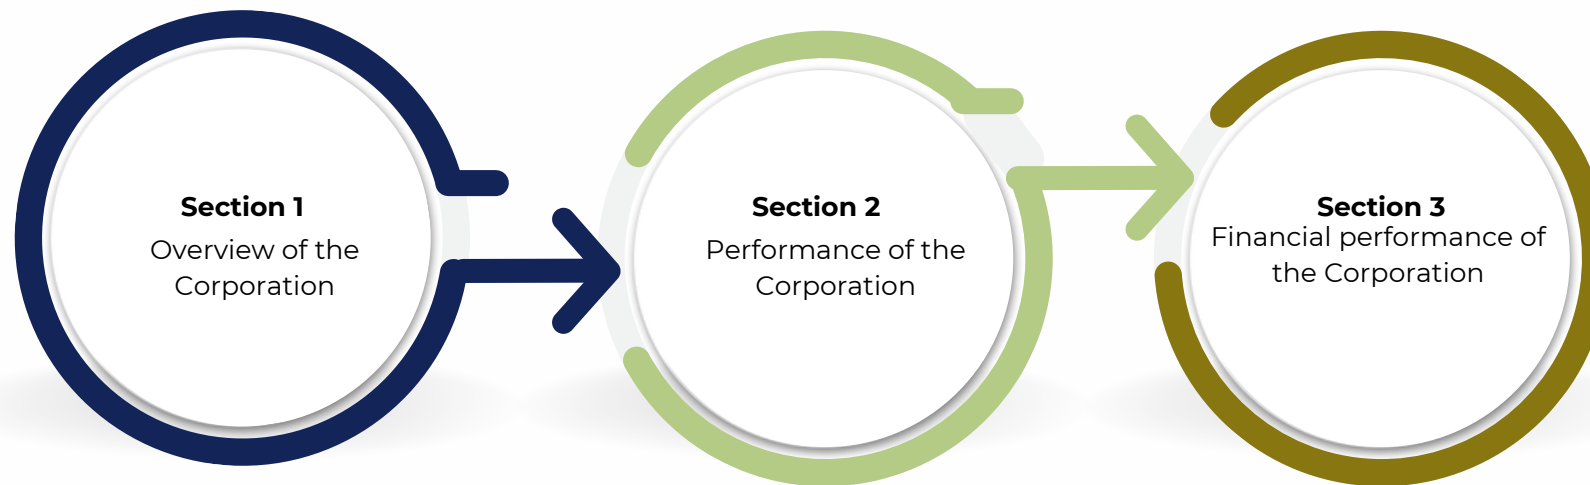 Section 1
Overview of the
Corporation
Section 2
Performance of the
Corporation
Section 3
Financial performance of
the Corporation